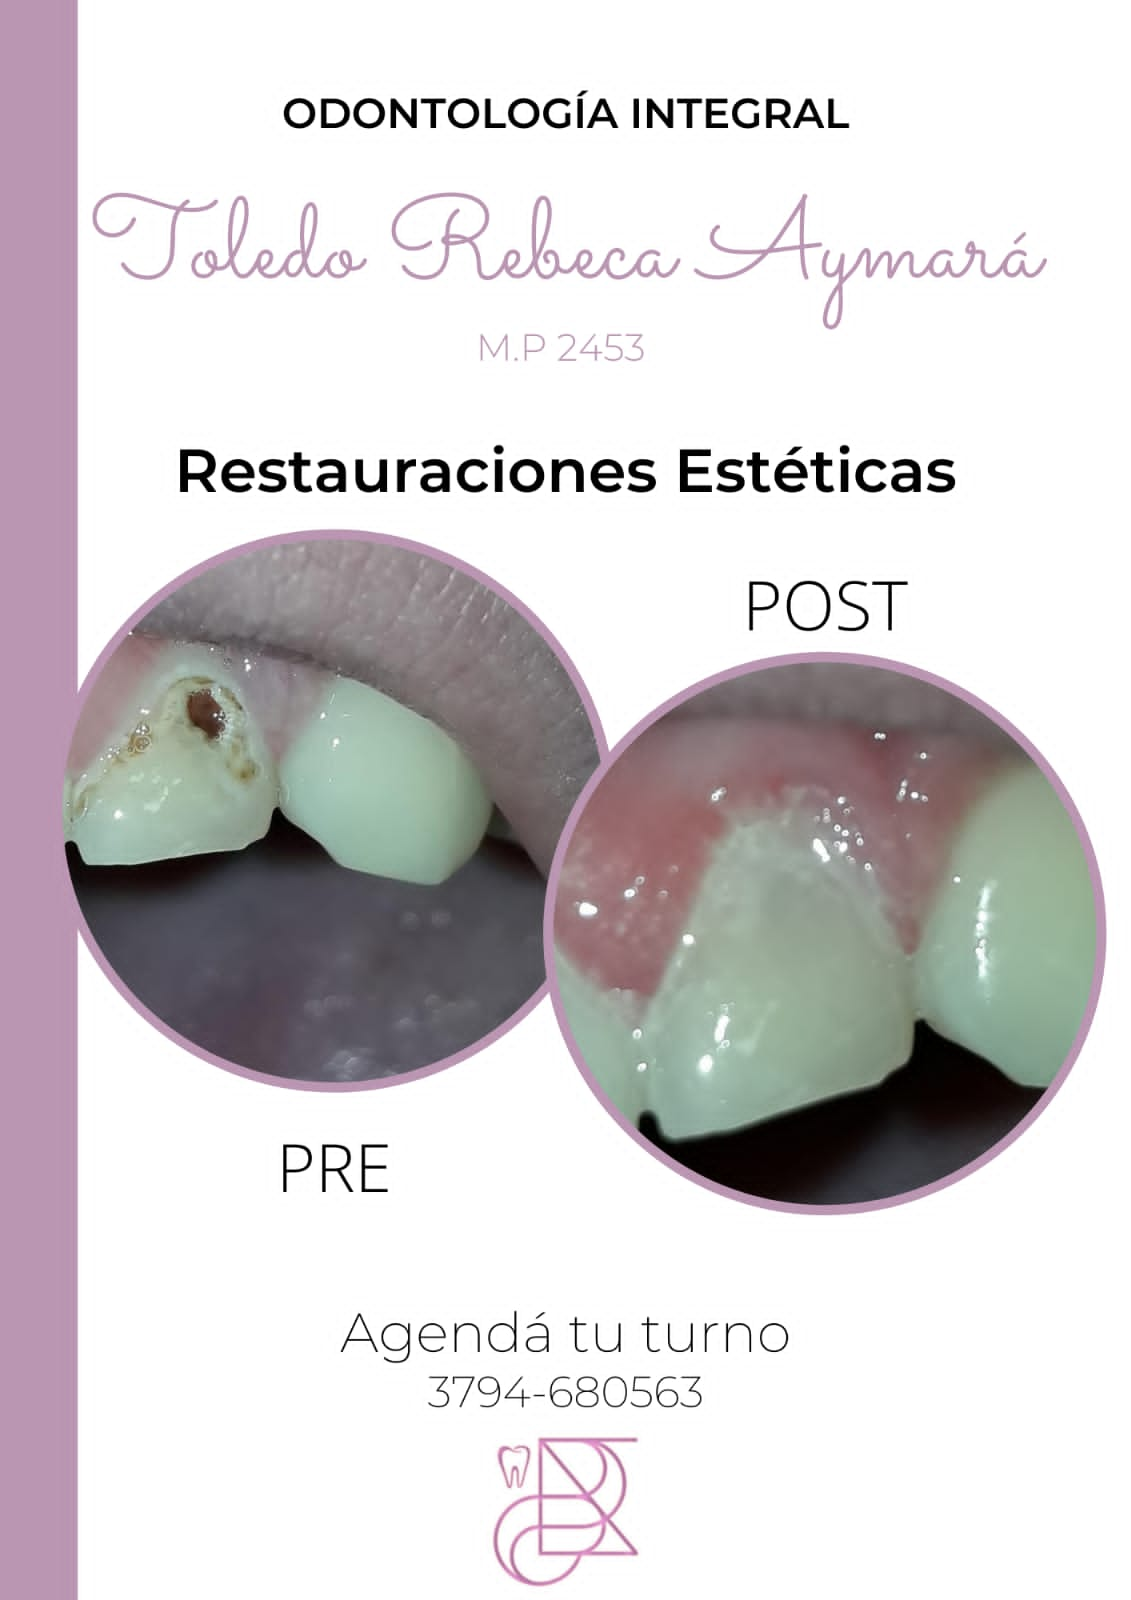 ODONTOLOGÍA INTEGRAL
Toledo Rebeca Aymará
M.P 2453
Restauraciones Estéticas
POST
PRE
Agendá tu turno
3794-680563